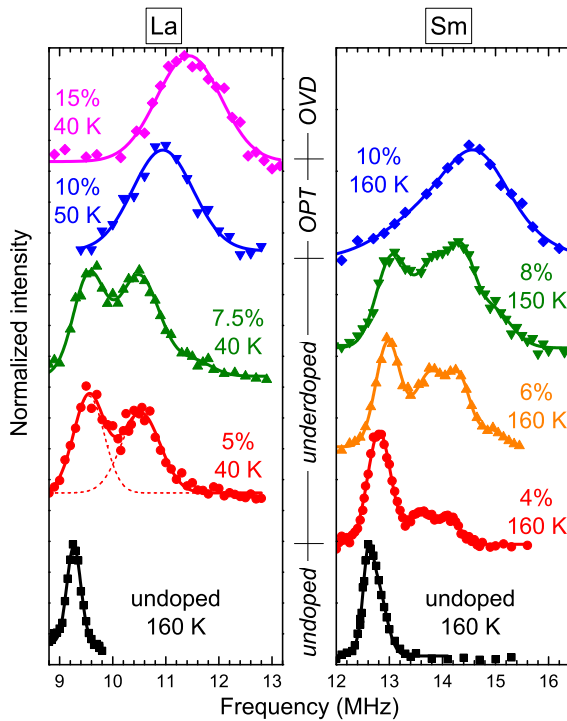 La
Sm
Normalized intensity
15%
40 K
10%
50 K
7.5%
40 K
5%
40 K
undoped
160 K
OVD
OPT
underdoped
undoped
10%
160 K
8%
150 K
6%
160 K
4%
160 K
undoped
160 K
9 10 11 12 13
12 13 14 15 16
Frequency (MHz)